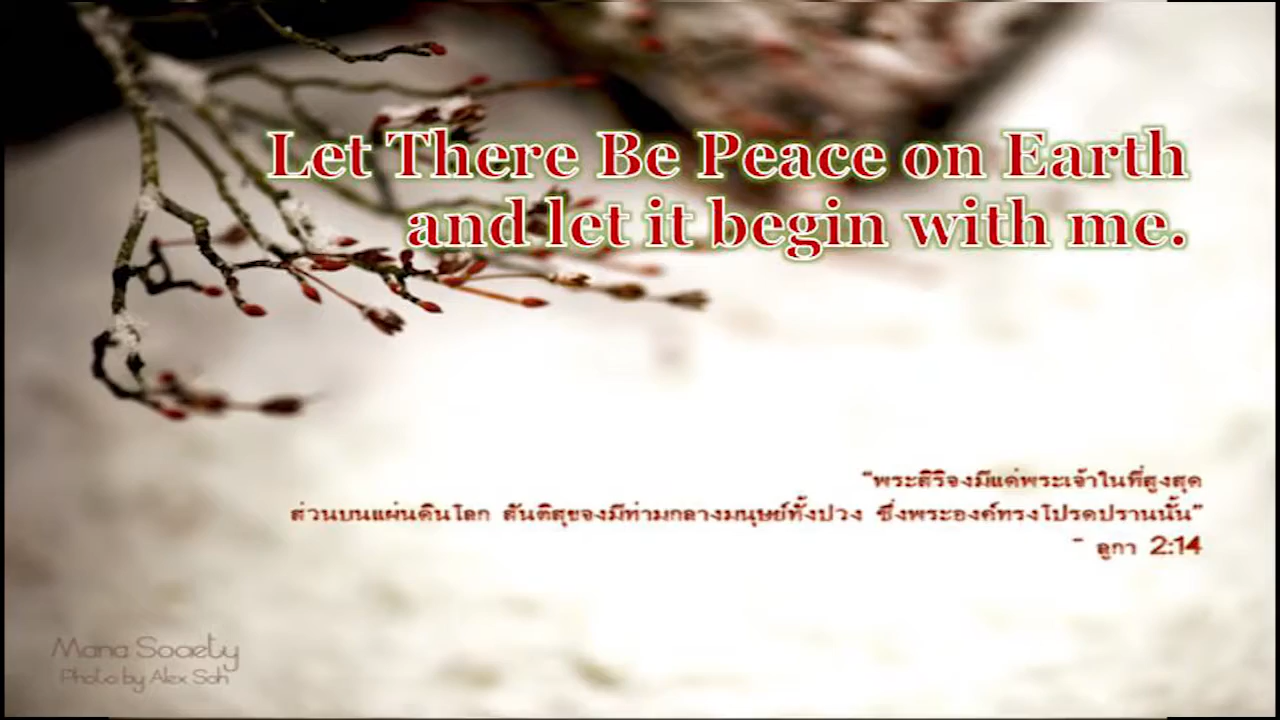 Let There Be Peace on Earth
and let it begin with me.
"พระสิริจงมีแด่พระเจ้าในที่สูงสุด
ส่วนบนแผ่นดินโลก สันติสุขจงมีท่ามกลางมนุษย์ทั้งปวง ซึ่งพระองค์ทรงโปรดปรานนั้น"
- ลูกา 2:14
Mana Society
Photo by Alex Soh